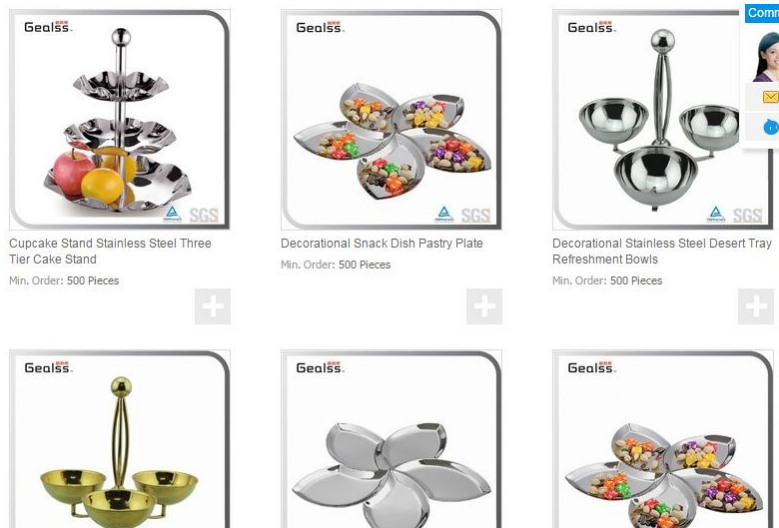 Gealss
Gealss
Gealss
Comm
SGS
SGS
SGS
Cupcake Stand Stainless Steel Three
Tier Cake Stand
Min. Order: 500 Pieces
Decorational Snack Dish Pastry Plate
Min. Order: 500 Pieces
Decorational Stainless Steel Desert Tray
Refreshment Bowls
Min. Order: 500 Pieces
Gealss
Gealss
Gealss